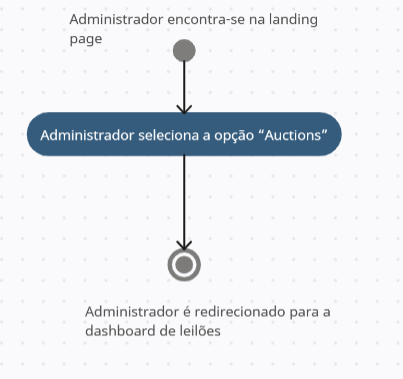 Administrador encontra-se na landing
page
Administrador seleciona a opção “Auctions”
Administrador é redirecionado para a
dashboard de leilões